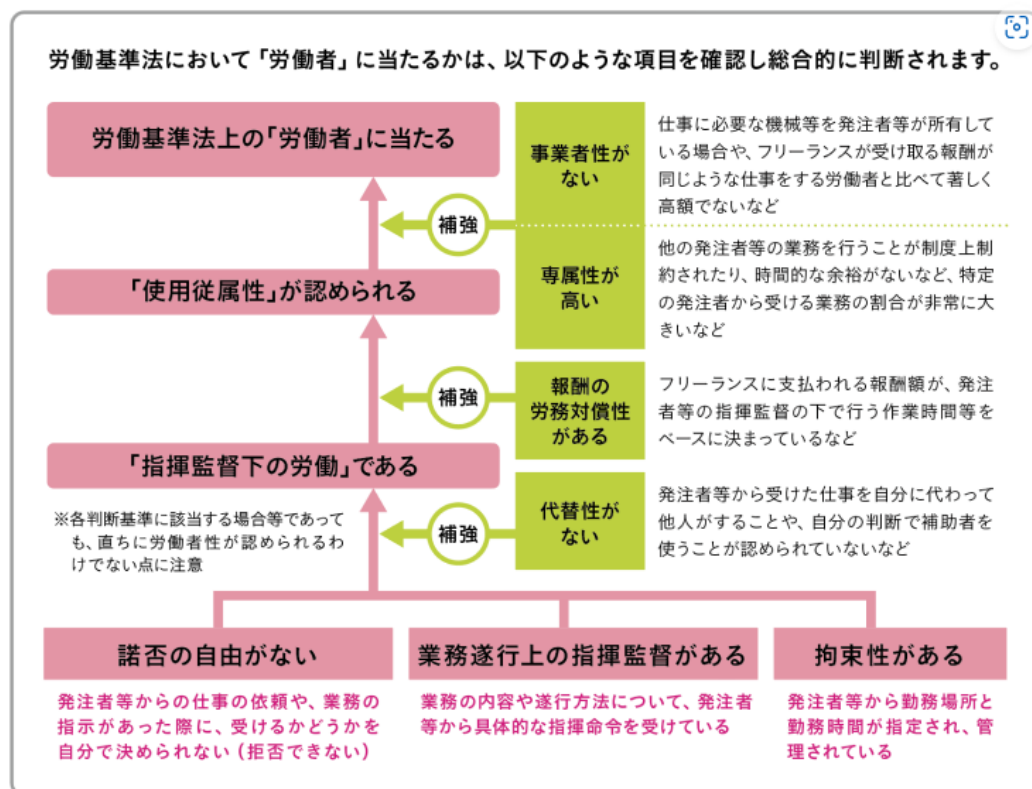 労働基準法において「労働者」に当たるかは、以下のような項目を確認し総合的に判断されます。
労働基準法上の「労働者」に当たる
事業者性が
ない
仕事に必要な機械等を発注者等が所有して
いる場合や、フリーランスが受け取る報酬が
同じような仕事をする労働者と比べて著しく
高額でないなど
補強
「使用従属性」が認められる
専属性が
高い
他の発注者等の業務を行うことが制度上制
約されたり、時間的な余裕がないなど、特定
の発注者から受ける業務の割合が非常に大
きいなど
補強
報酬の
労務対償性
がある
フリーランスに支払われる報酬額が、発注
者等の指揮監督の下で行う作業時間等を
ベースに決まっているなど
「指揮監督下の労働」である
※各判断基準に該当する場合等であって
も、直ちに労働者性が認められるわ
けでない点に注意
補強
代替性が
ない
発注者等から受けた仕事を自分に代わって
他人がすることや、自分の判断で補助者を
使うことが認められていないなど
諾否の自由がない
発注者等からの仕事の依頼や、業務の
指示があった際に、受けるかどうかを
自分で決められない（拒否できない）
業務遂行上の指揮監督がある
業務の内容や遂行方法について、発注者
等から具体的な指揮命令を受けている
拘束性がある
発注者等から勤務場所と
勤務時間が指定され、管
理されている